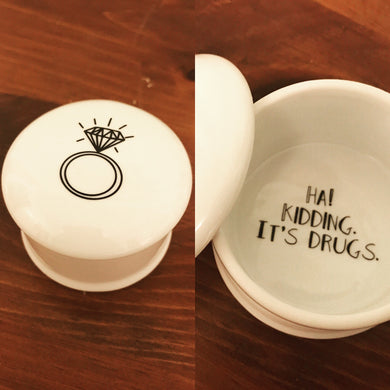 HA!
KIDDING.
IT'S DRUGS.